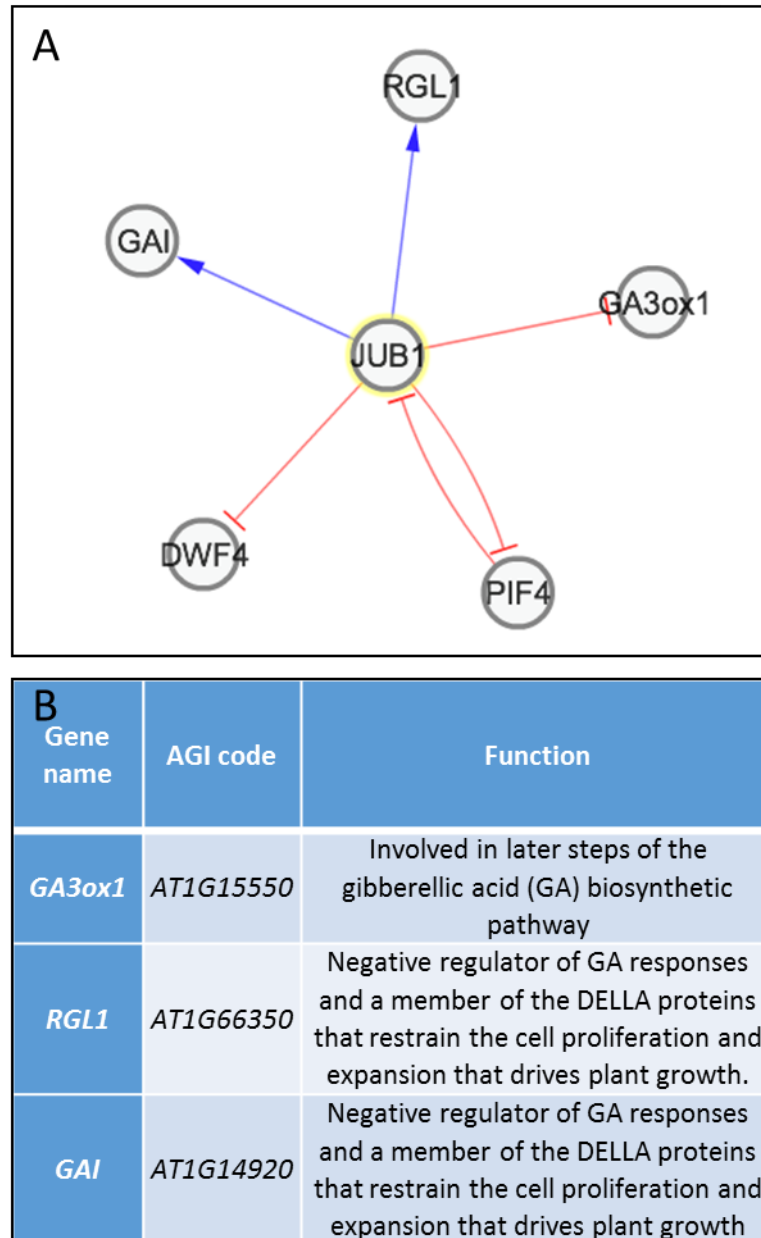 A
RGL1
GAI
GA3ox1
JUB1
DWF4
PIF4
B
Gene name
AGI code
Function
GA3ox1
AT1G15550
Involved in later steps of the
gibberellic acid (GA) biosynthetic
pathway
RGL1
AT1G66350
Negative regulator of GA responses
and a member of the DELLA proteins
that restrain the cell proliferation and
expansion that drives plant growth.
GAI
AT1G14920
Negative regulator of GA responses
and a member of the DELLA proteins
that restrain the cell proliferation and
expansion that drives plant growth